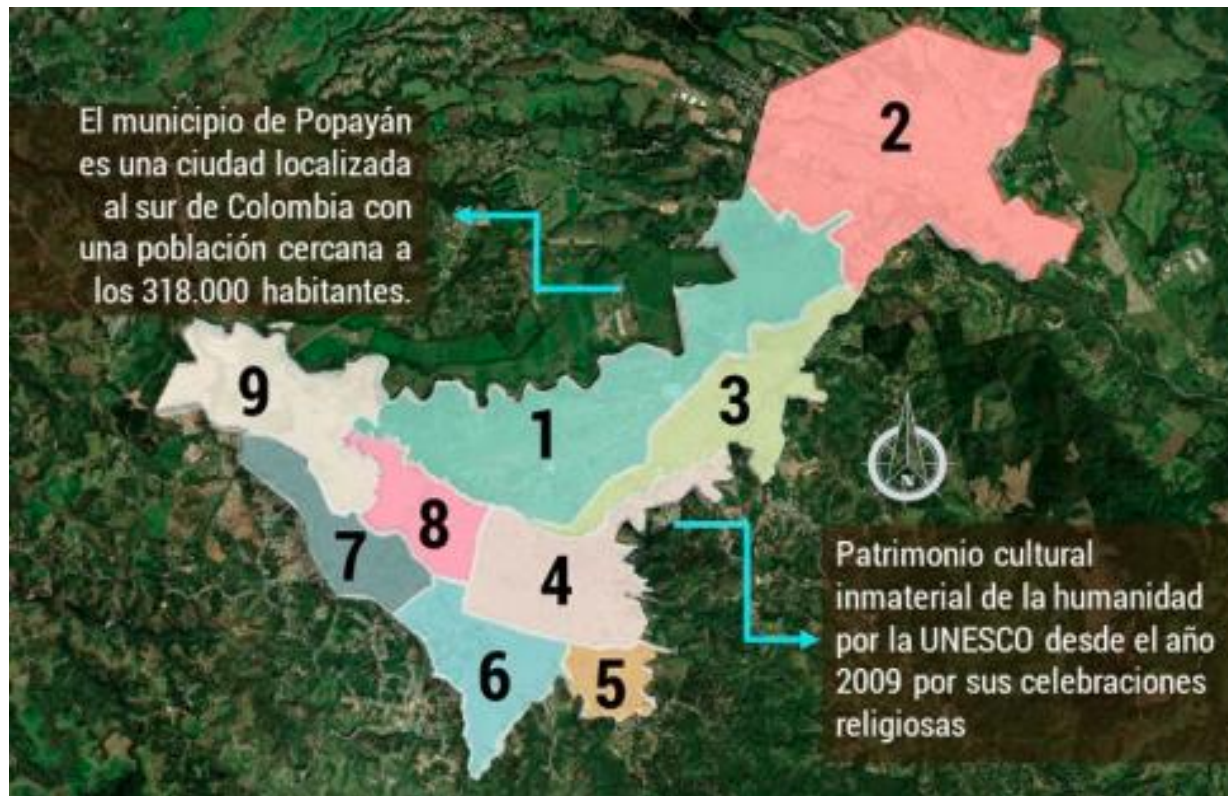 El municipio de Popayán
es una ciudad localizada
al sur de Colombia con
una población cercana a
los 318.000 habitantes.
2
9
1
3
8
7
4
6
5
N
Patrimonio cultural
inmaterial de la humanidad
por la UNESCO desde el año
2009 por sus celebraciones
religiosas